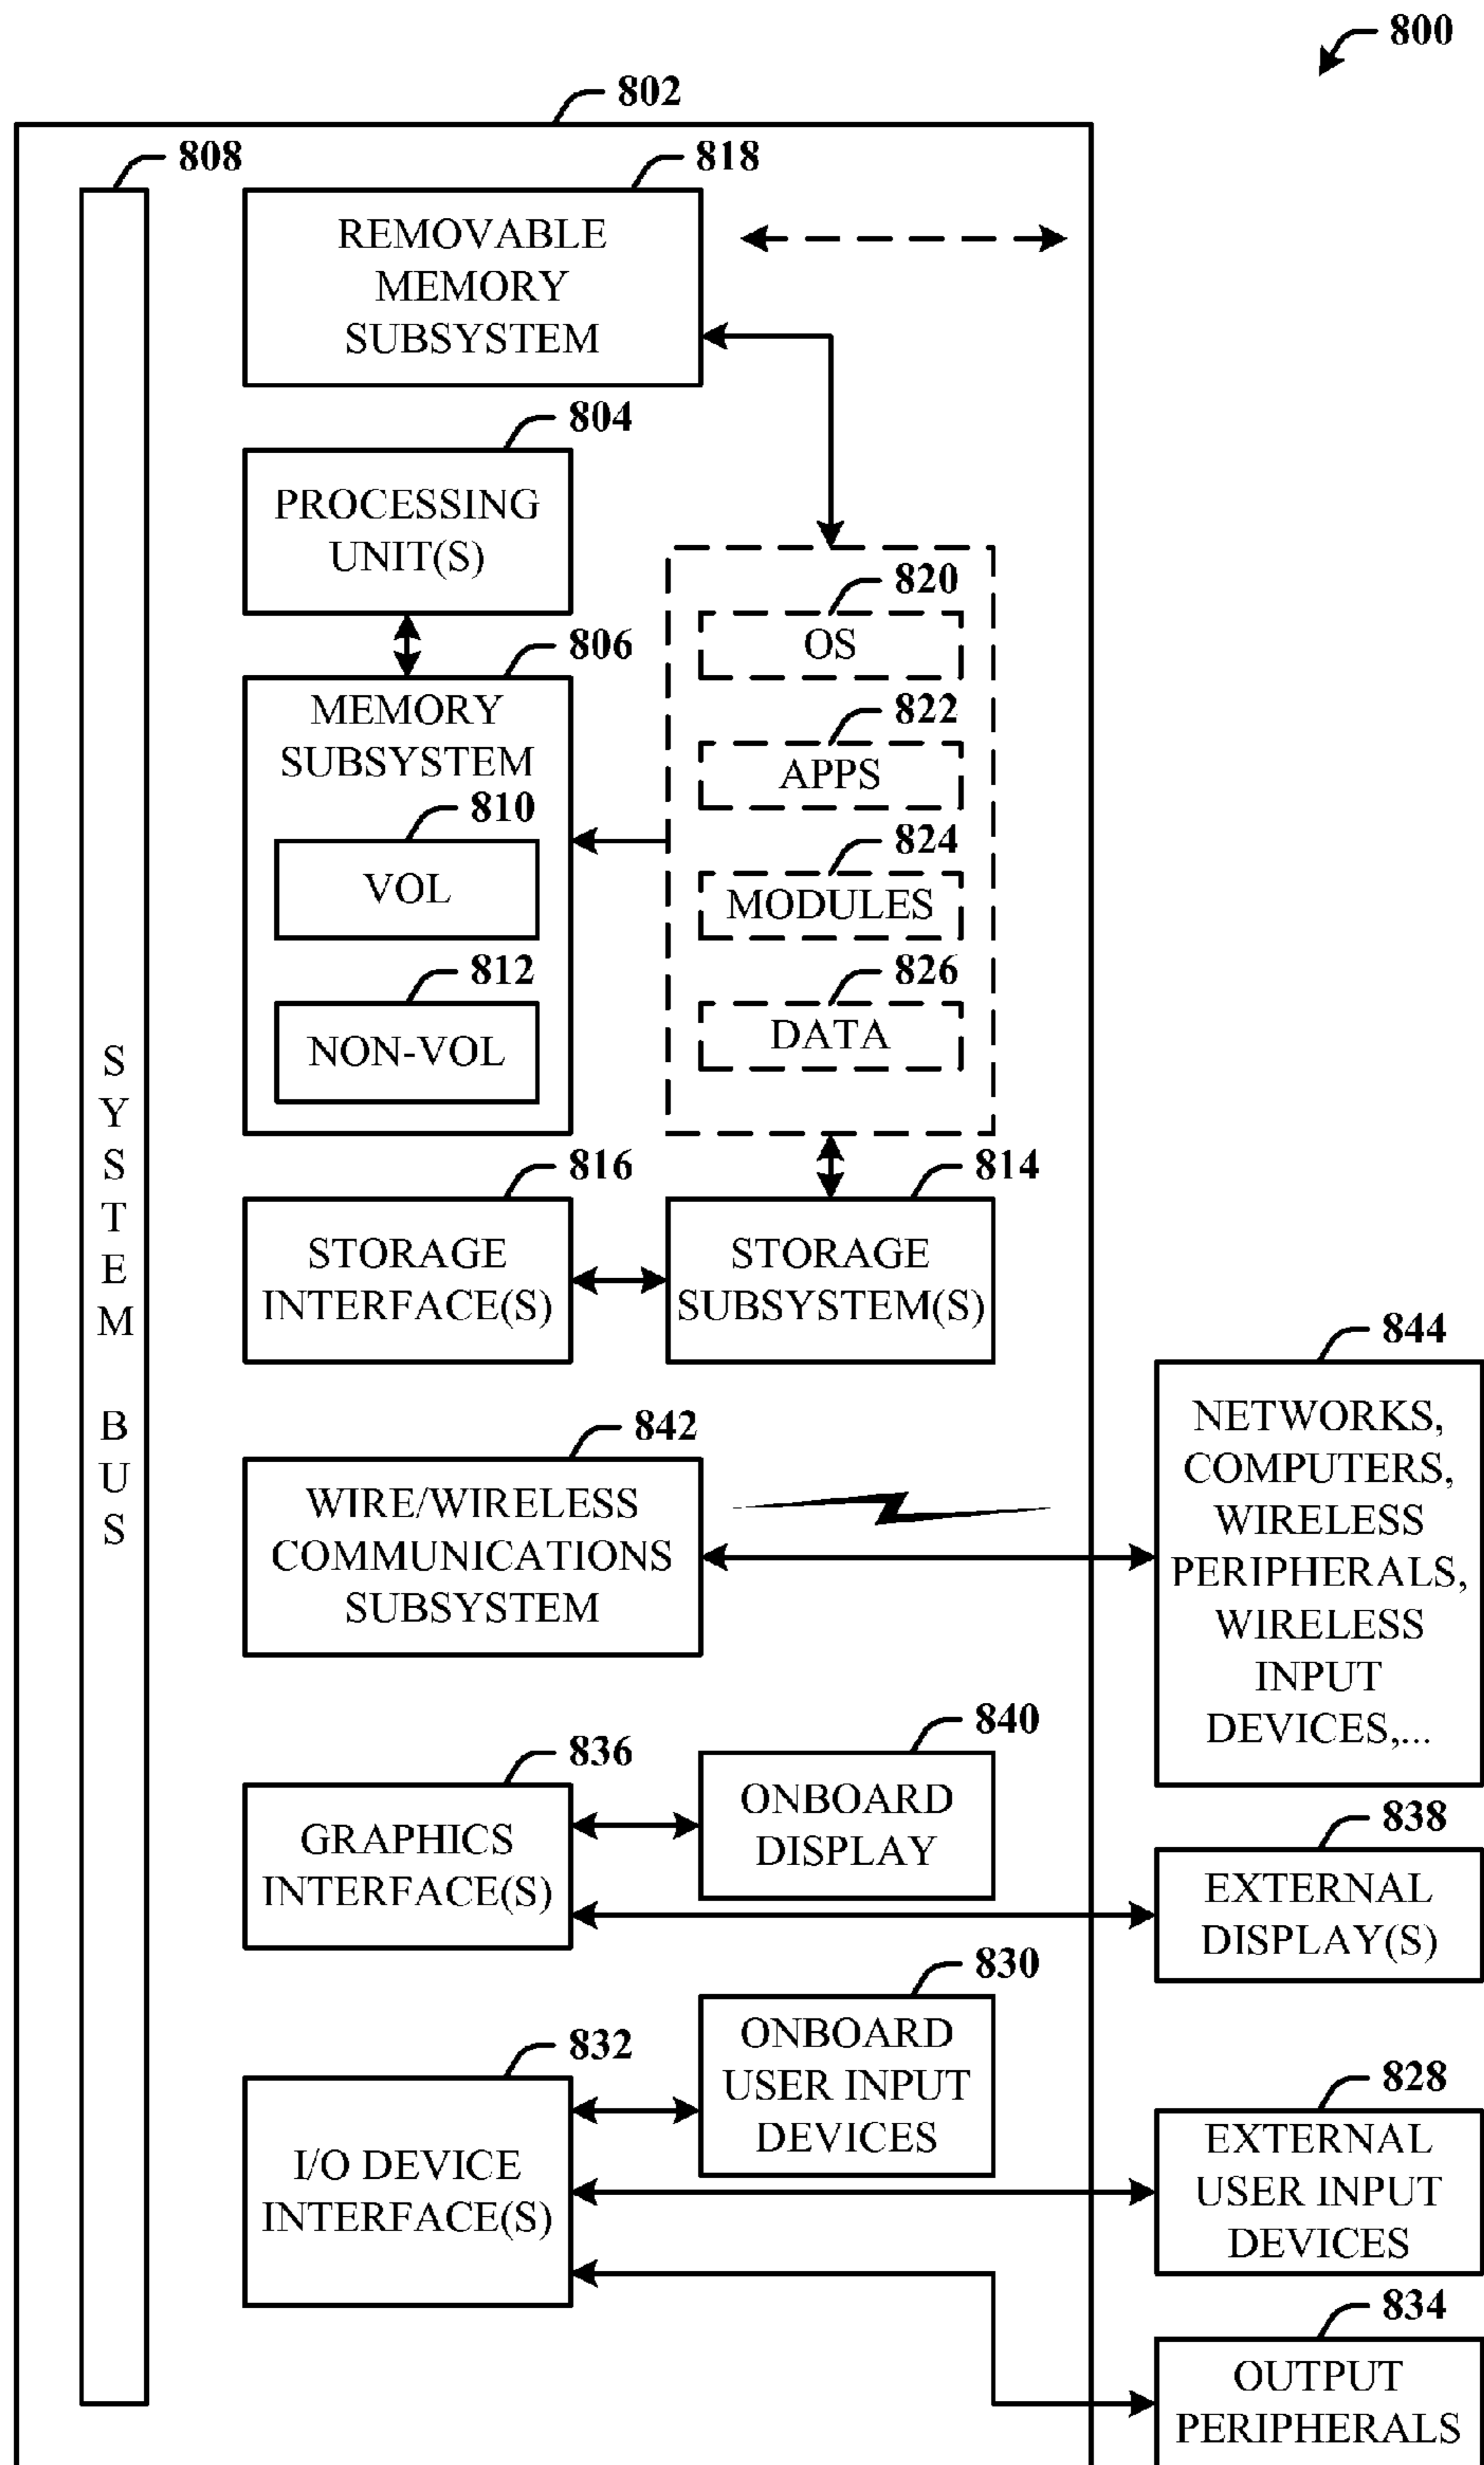 800
802
808
818
REMOVABLE
MEMORY
SUBSYSTEM
804
PROCESSING
UNIT(S)
820
OS
806
MEMORY
SUBSYSTEM
822
APPS
810
VOL
824
MODULES
812
NON-VOL
826
DATA
SYSTEM BUS
816
STORAGE
INTERFACE(S)
814
STORAGE
SUBSYSTEM(S)
844
NETWORKS,
COMPUTERS,
WIRELESS
PERIPHERALS,
WIRELESS
INPUT
DEVICES,...
842
WIRE/WIRELESS
COMMUNICATIONS
SUBSYSTEM
840
ONBOARD
DISPLAY
836
GRAPHICS
INTERFACE(S)
838
EXTERNAL
DISPLAY(S)
830
ONBOARD
USER INPUT
DEVICES
832
I/O DEVICE
INTERFACE(S)
828
EXTERNAL
USER INPUT
DEVICES
834
OUTPUT
PERIPHERALS